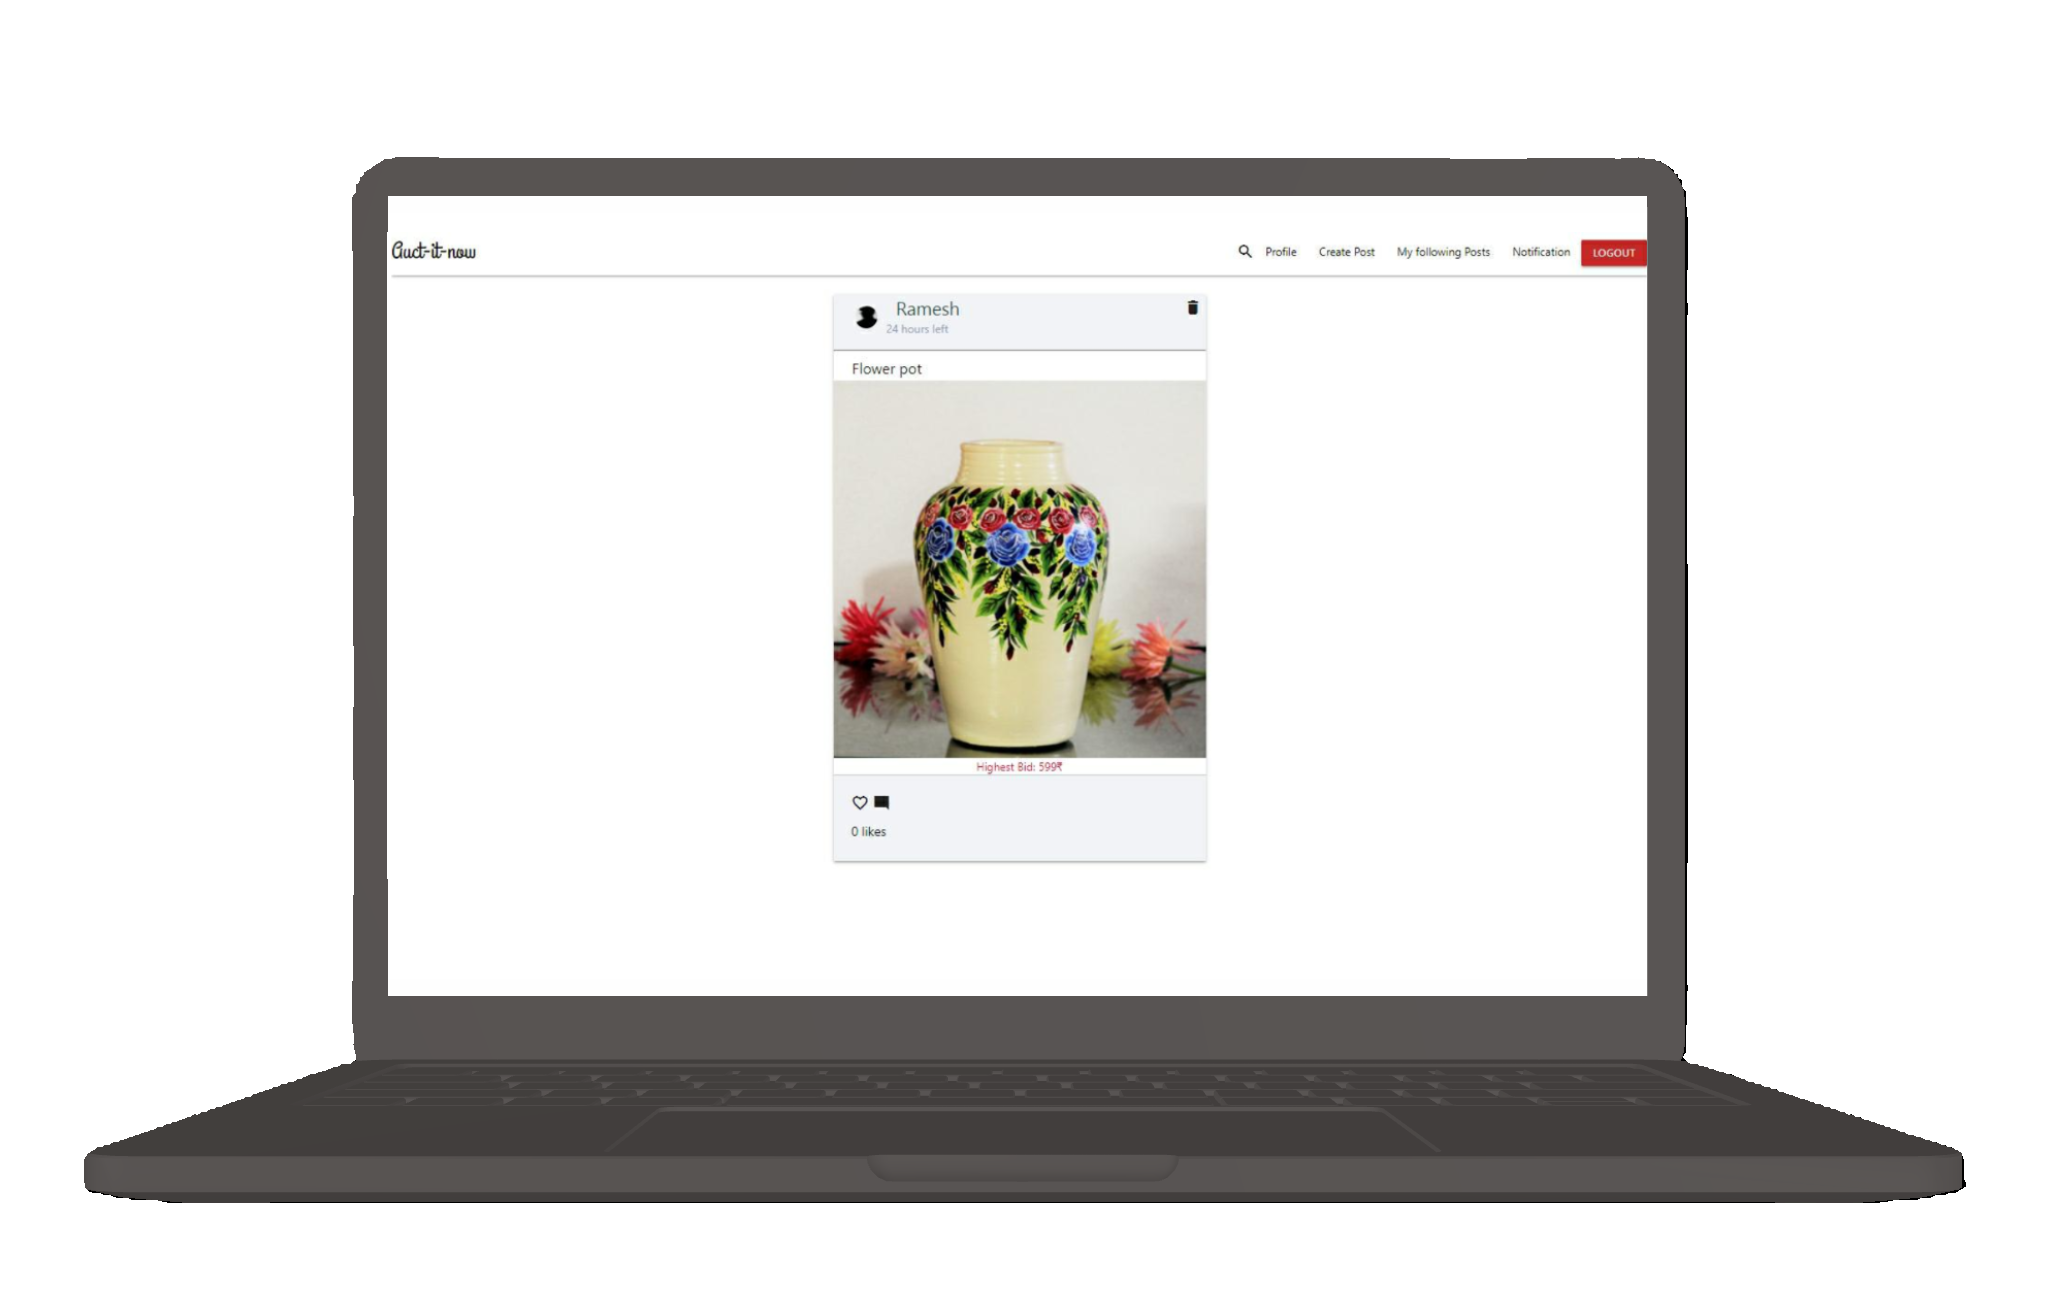 Auct-it-now
Profile Create Post My following Posts Notification LOGOUT
Ramesh
24 hours left
Flower pot
Highest Bid: 599₹
0 likes